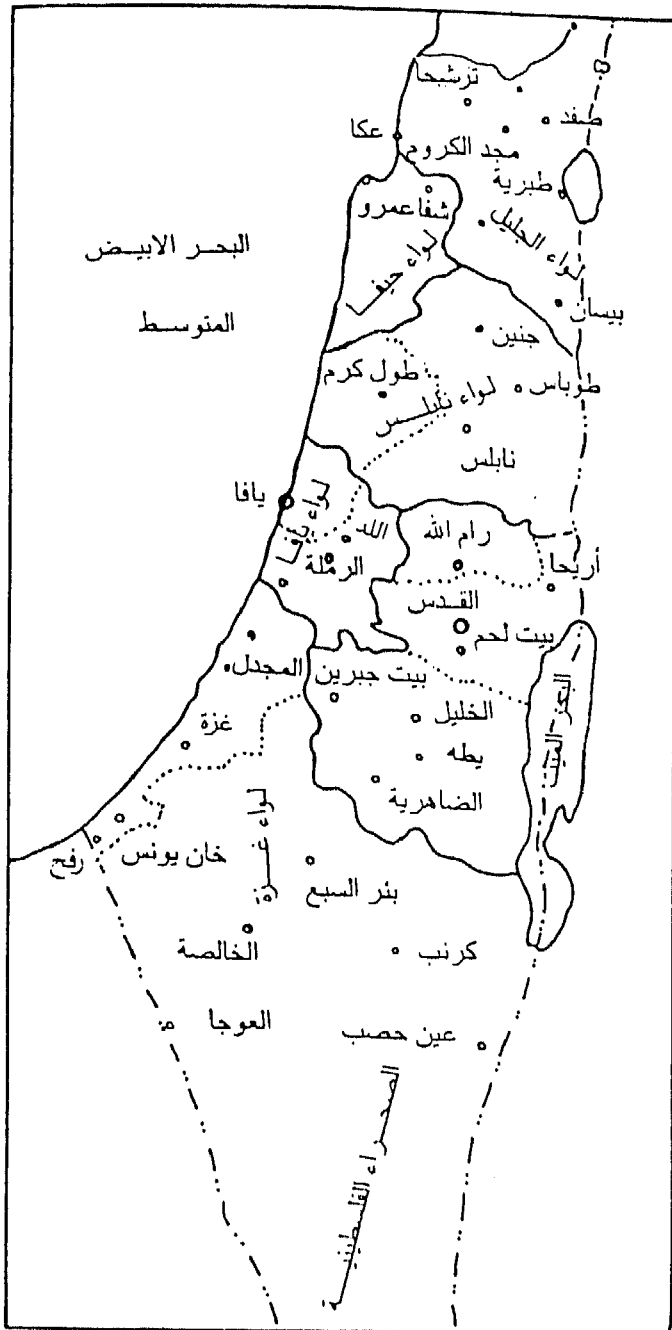 ترشيحا
صفد
عكا
مجد الكروم
طبرية
شفاعمرو
لواء الجليل
البحر الابيض
المتوسط
لواء حيفا
بيسان
جنين
طول كرم
طوباس
لواء نابلس
نابلس
يافا
لواء يافا
اللد
رام الله
الرملة
أريحا
القدس
بيت لحم
المجدل
بيت جبرين
البحر الميت
الخليل
غزة
يطه
الضاهرية
لواء غزة
خان يونس
رفح
بئر السبع
الخالصة
كرنب
العوجا
عين حصب
الصحراء الفلسطينية